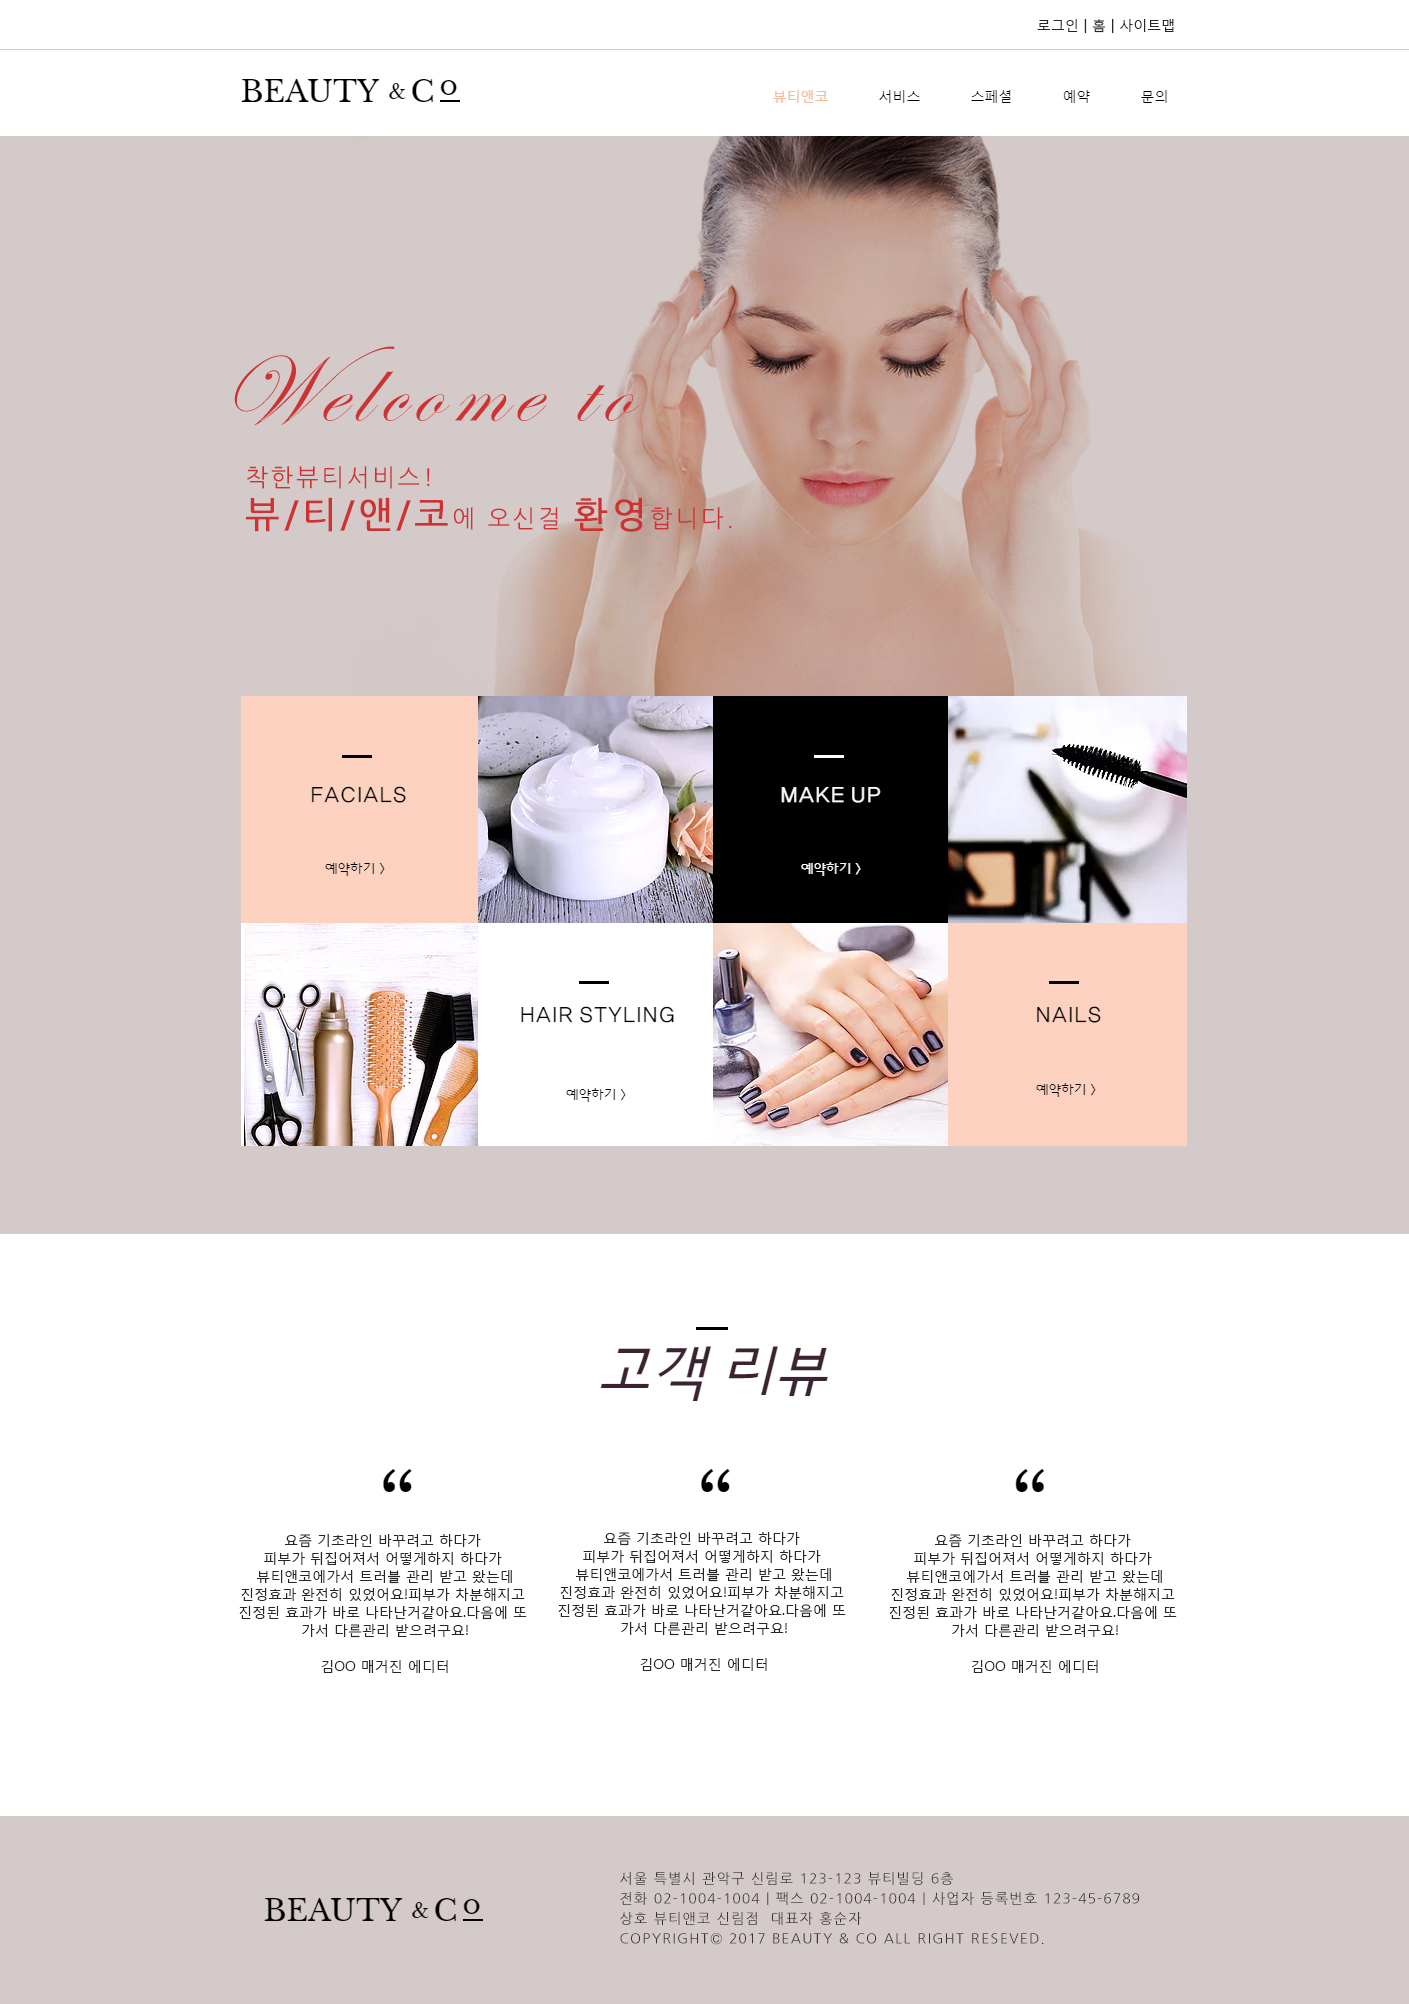 로그인 | 홈 | 사이트맵
BEAUTY & Co
뷰티앤코 서비스 스페셜 예약 문의
Welcome to
착한뷰티서비스!
뷰/티/앤/코에 오신걸 환영합니다.
FACIALS
예약하기 >
MAKE UP
예약하기 >
HAIR STYLING
예약하기 >
NAILS
예약하기 >
고객 리뷰
“
요즘 기초라인 바꾸려고 하다가
피부가 뒤집어져서 어떻게하지 하다가
뷰티앤코에가서 트러블 관리 받고 왔는데
진정효과 완전히 있었어요!피부가 차분해지고
진정된 효과가 바로 나타난거같아요.다음에 또
가서 다른관리 받으려구요!
김OO 매거진 에디터
“
요즘 기초라인 바꾸려고 하다가
피부가 뒤집어져서 어떻게하지 하다가
뷰티앤코에가서 트러블 관리 받고 왔는데
진정효과 완전히 있었어요!피부가 차분해지고
진정된 효과가 바로 나타난거같아요.다음에 또
가서 다른관리 받으려구요!
김OO 매거진 에디터
“
요즘 기초라인 바꾸려고 하다가
피부가 뒤집어져서 어떻게하지 하다가
뷰티앤코에가서 트러블 관리 받고 왔는데
진정효과 완전히 있었어요!피부가 차분해지고
진정된 효과가 바로 나타난거같아요.다음에 또
가서 다른관리 받으려구요!
김OO 매거진 에디터
BEAUTY & Co
서울 특별시 관악구 신림로 123-123 뷰티빌딩 6층
전화 02-1004-1004 | 팩스 02-1004-1004 | 사업자 등록번호 123-45-6789
상호 뷰티앤코 신림점 대표자 홍순자
COPYRIGHT© 2017 BEAUTY & CO ALL RIGHT RESEVED.